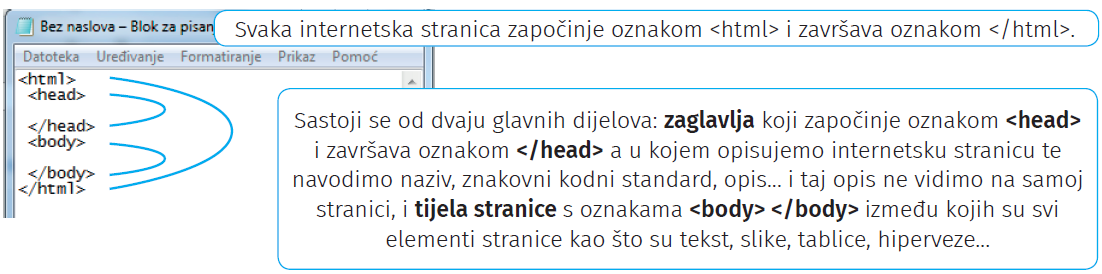 Bez naslova – Blok za pisan
Svaka internetska stranica započinje oznakom <html> i završava oznakom </html>.
Datoteka Uređivanje Formatiranje Prikaz Pomoć
<html>
<head>
</head>
<body>
</body>
</html>
Sastoji se od dvaju glavnih dijelova: zaglavlja koji započinje oznakom <head>
i završava oznakom </head> a u kojem opisujemo internetsku stranicu te
navodimo naziv, znakovni kodni standard, opis... i taj opis ne vidimo na samoj
stranici, i tijela stranice s oznakama <body> </body> između kojih su svi
elementi stranice kao što su tekst, slike, tablice, hiperveze...